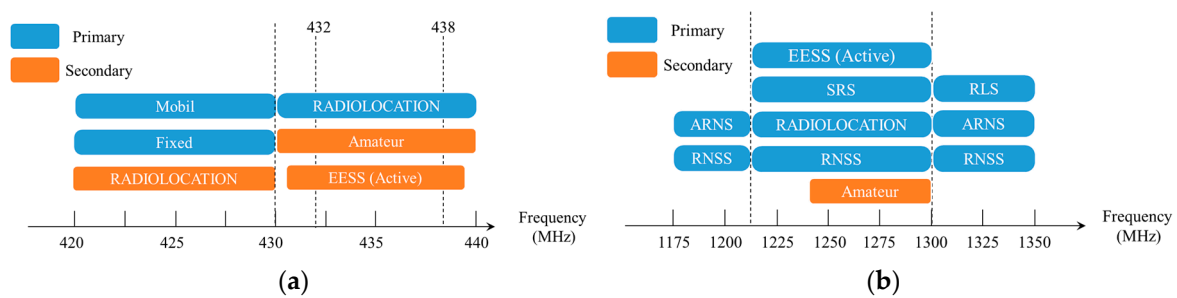 Primary
Secondary
432
438
Mobil
RADIOLOCATION
Fixed
Amateur
RADIOLOCATION
EESS (Active)
420
425
430
435
440
Frequency
(MHz)
(a)
Primary
Secondary
1300
EESS (Active)
SRS
RLS
ARNS
RADIOLOCATION
ARNS
RNSS
RNSS
RNSS
Amateur
1175
1200
1225
1250
1275
1300
1325
1350
Frequency
(MHz)
(b)